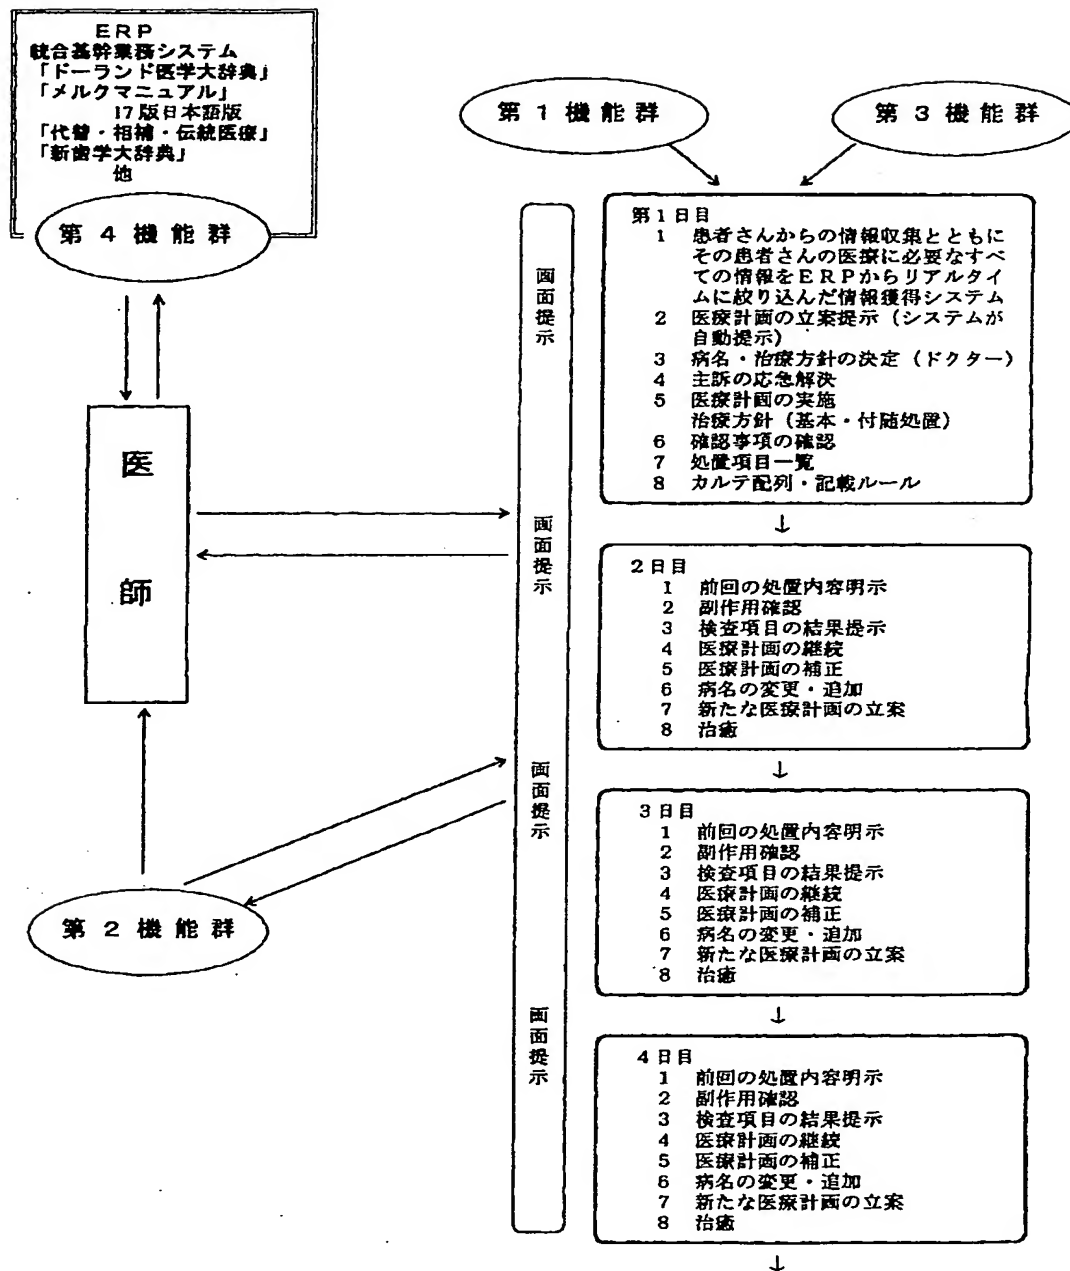 ERP
統合基幹業務システム
「ドーランド医学大辞典」
「メルクマニュアル」
17版日本語版
「代替・相補・伝統医療」
「新歯学大辞典」
他
第4機能群
第1機能群
第3機能群
医師
第2機能群
画面提示
画面提示
画面提示
画面提示
第1日目
1 患者さんからの情報収集とともに
その患者さんの医療に必要なすべ
ての情報をERPからリアルタイ
ムに絞り込んだ情報獲得システム
2 医療計画の立案提示（システムが
自動提示）
3 病名・治療方針の決定（ドクター）
4 主訴の応急解決
5 医療計画の実施
治療方針（基本・付随処置）
6 確認事項の確認
7 処置項目一覧
8 カルテ配列・記載ルール
2日目
1 前回の処置内容明示
2 副作用確認
3 検査項目の結果提示
4 医療計画の継続
5 医療計画の補正
6 病名の変更・追加
7 新たな医療計画の立案
8 治癒
3日目
1 前回の処置内容明示
2 副作用確認
3 検査項目の結果提示
4 医療計画の継続
5 医療計画の補正
6 病名の変更・追加
7 新たな医療計画の立案
8 治癒
4日目
1 前回の処置内容明示
2 副作用確認
3 検査項目の結果提示
4 医療計画の継続
5 医療計画の補正
6 病名の変更・追加
7 新たな医療計画の立案
8 治癒